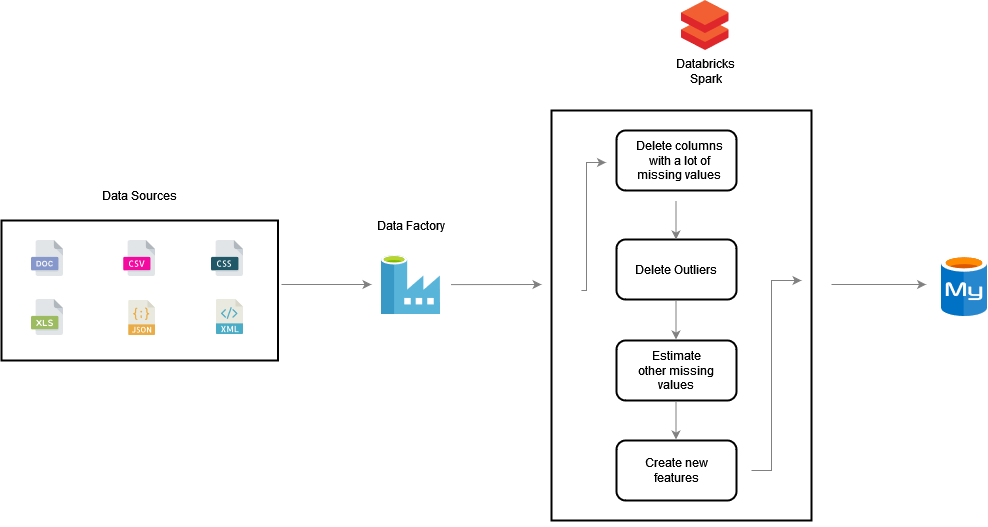 Databricks
Spark
Data Sources
DOC
CSV
CSS
XLS
{;}
JSON
</>
XML
Data Factory
Delete columns
with a lot of
missing values
Delete Outliers
Estimate
other missing
values
Create new
features
My